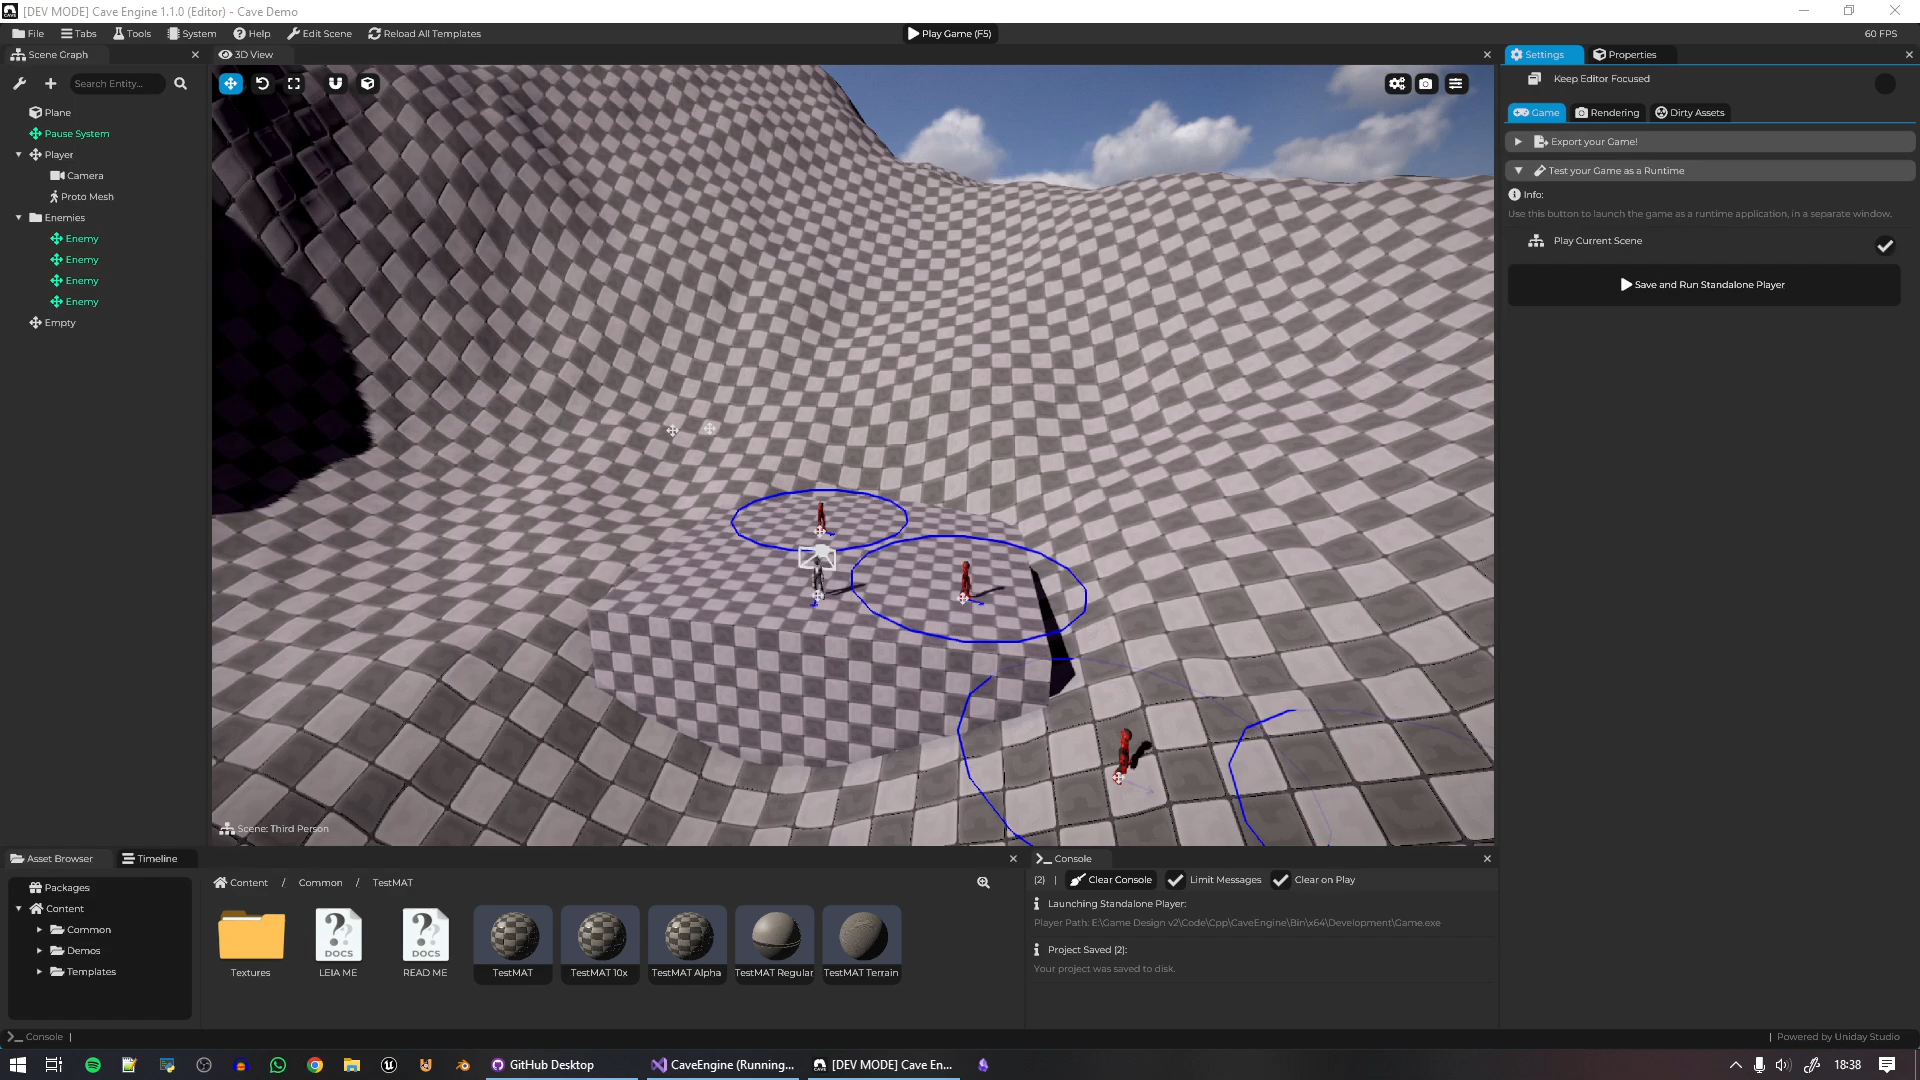 [DEV MODE] Cave Engine 1.1.0 (Editor) - Cave Demo
File Tabs Tools System Help Edit Scene Reload All Templates
Play Game (F5)
60 FPS
Scene Graph
3D View
Settings Properties
Search Entity...
Keep Editor Focused
Game Rendering Dirty Assets
Plane
Pause System
Player
Camera
Proto Mesh
Enemies
Enemy
Enemy
Enemy
Enemy
Empty
Export your Game!
Test your Game as a Runtime
Info:
Use this button to launch the game as a runtime application, in a separate window.
Play Current Scene
Save and Run Standalone Player
Scene: Third Person
Asset Browser Timeline
Packages
Content
Common
Demos
Templates
Content / Common / TestMAT
DOCS
DOCS
Textures
LEIA ME
READ ME
TestMAT
TestMAT 10x
TestMAT Alpha
TestMAT Regular
TestMAT Terrain
Console
(2) | Clear Console Limit Messages Clear on Play
Launching Standalone Player:
Player Path: E:\Game Design v2\Code\Cpp\CaveEngine\Bin\x64\Development\Game.exe
Project Saved [2]:
Your project was saved to disk.
Console |
| Powered by Uniday Studio
GitHub Desktop
CaveEngine (Running...
[DEV MODE] Cave En...
18:38